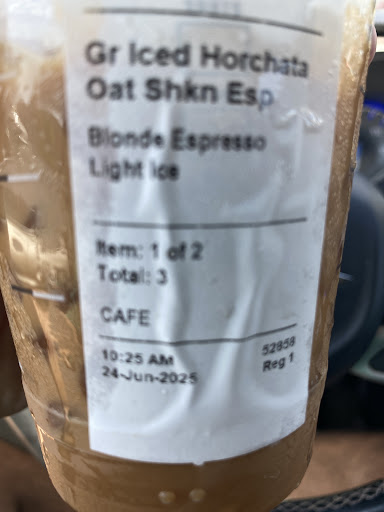 Gr Iced Horchata
Oat Shkn Esp
Blonde Espresso
Light Ice
Item: 1 of 2
Total: 3
CAFE
10:25 AM 52858
24-Jun-2025 Reg 1